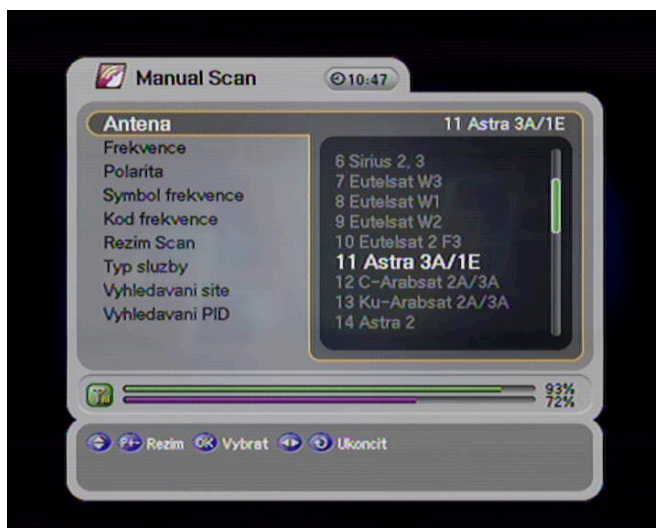 Manual Scan
10:47
Antena
11 Astra 3A/1E
Frekvence
Polarita
Symbol frekvence
Kod frekvence
Rezim Scan
Typ sluzby
Vyhledavani site
Vyhledavani PID
6 Sirius 2, 3
7 Eutelsat W3
8 Eutelsat W1
9 Eutelsat W2
10 Eutelsat 2 F3
11 Astra 3A/1E
12 C-Arabsat 2A/3A
13 Ku-Arabsat 2A/3A
14 Astra 2
93%
72%
P+- Rezim OK Vybrat Ukoncit